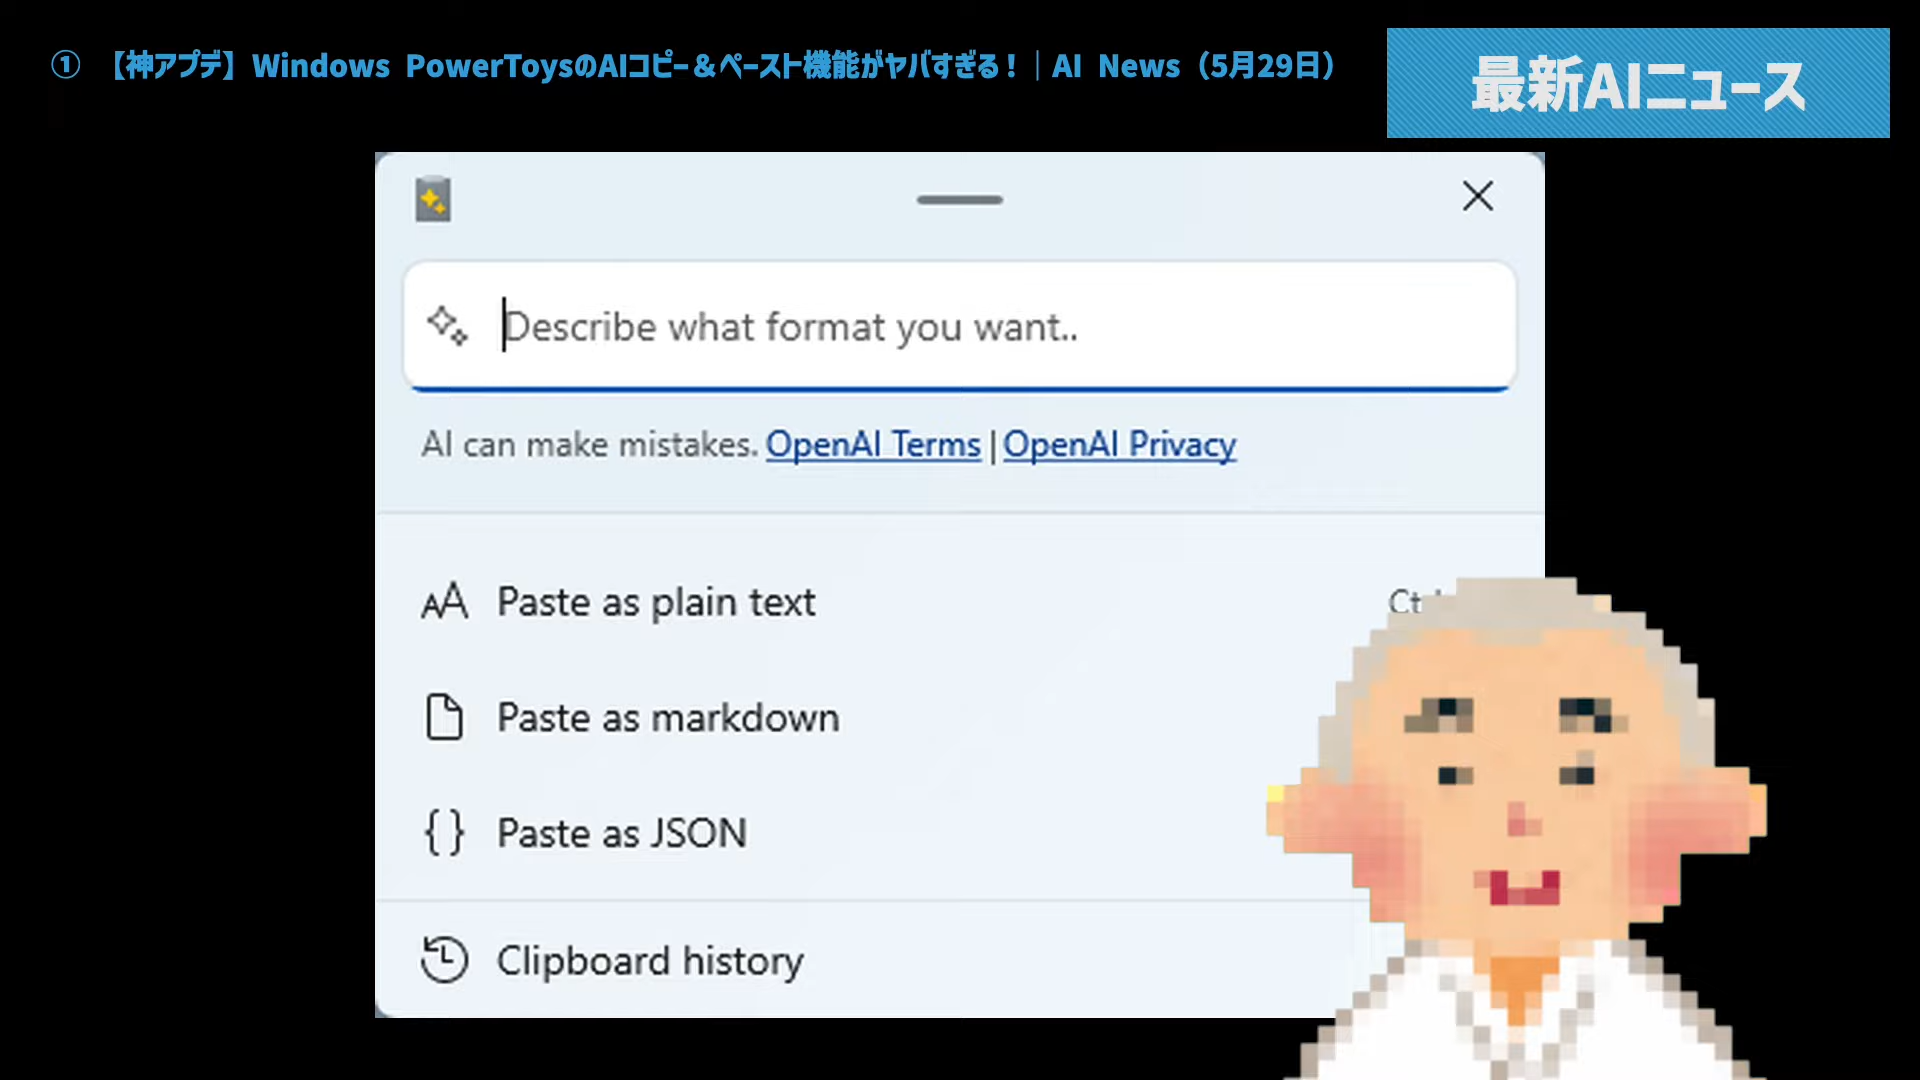 ① 【神アプデ】Windows PowerToysのAIコピー＆ペースト機能がヤバすぎる！｜AI News（5月29日）
最新AIニュース
Describe what format you want..
AI can make mistakes. OpenAI Terms | OpenAI Privacy
Paste as plain text
Paste as markdown
Paste as JSON
Clipboard history